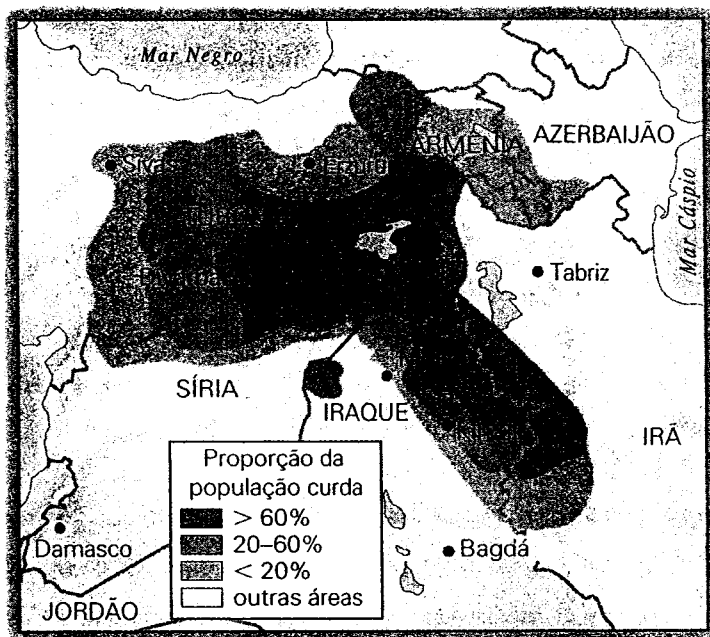 Mar Negro
ARMÊNIA
AZERBAIJÃO
Mar Cáspio
Tabriz
SÍRIA
IRAQUE
IRÃ
Proporção da
população curda
> 60%
20–60%
< 20%
outras áreas
Damasco
Bagdá
JORDÃO